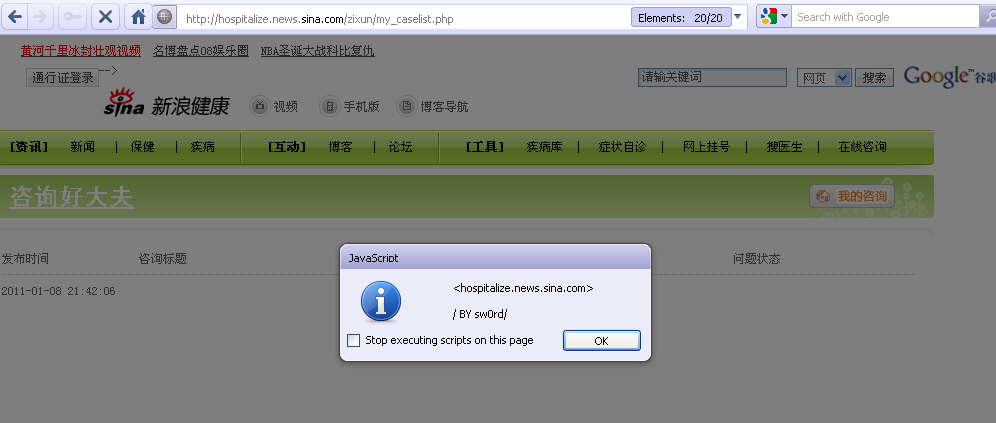 http://hospitalize.news.sina.com/zixun/my_caselist.php Elements: 20/20 Search with Google
黄河千里冰封壮观视频 名博盘点08娱乐圈 NBA圣诞大战科比复仇
通行证登录 --> 请输入关键词 网页 搜索 Google™ 谷歌
sina 新浪健康 视频 手机版 博客导航
[资讯] 新闻 | 保健 | 疾病 [互动] 博客 | 论坛 [工具] 疾病库 | 症状自诊 | 网上挂号 | 搜医生 | 在线咨询
咨询好大夫 我的咨询
发布时间 咨询标题 问题状态
2011-01-08 21:42:06
JavaScript
<hospitalize.news.sina.com>
/ BY sw0rd/
Stop executing scripts on this page OK